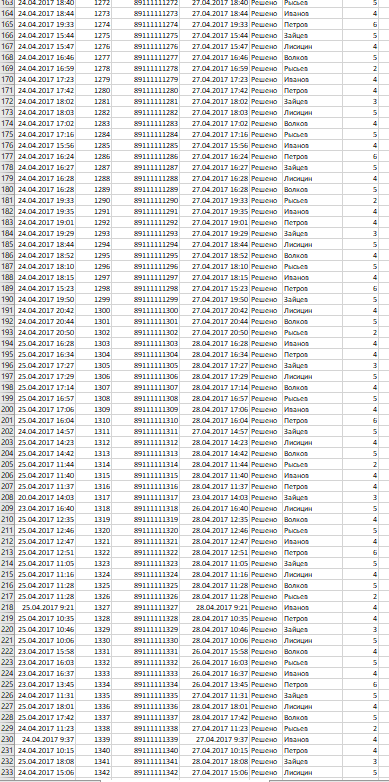 163 24.04.2017 18:40 1272 89111111272 27.04.2017 18:40 Решено Рысьев 5
164 24.04.2017 18:44 1273 89111111273 27.04.2017 18:44 Решено Иванов 4
165 24.04.2017 19:33 1274 89111111274 27.04.2017 19:33 Решено Петров 6
166 24.04.2017 15:44 1275 89111111275 27.04.2017 15:44 Решено Зайцев 5
167 24.04.2017 15:47 1276 89111111276 27.04.2017 15:47 Решено Лисицин 4
168 24.04.2017 16:46 1277 89111111277 27.04.2017 16:46 Решено Волков 5
169 24.04.2017 16:59 1278 89111111278 27.04.2017 16:59 Решено Рысьев 2
170 24.04.2017 17:23 1279 89111111279 27.04.2017 17:23 Решено Иванов 4
171 24.04.2017 17:42 1280 89111111280 27.04.2017 17:42 Решено Петров 4
172 24.04.2017 18:02 1281 89111111281 27.04.2017 18:02 Решено Зайцев 3
173 24.04.2017 18:03 1282 89111111282 27.04.2017 18:03 Решено Лисицин 5
174 24.04.2017 17:02 1283 89111111283 27.04.2017 17:02 Решено Волков 4
175 24.04.2017 17:16 1284 89111111284 27.04.2017 17:16 Решено Рысьев 5
176 24.04.2017 15:56 1285 89111111285 27.04.2017 15:56 Решено Иванов 4
177 24.04.2017 16:24 1286 89111111286 27.04.2017 16:24 Решено Петров 6
178 24.04.2017 16:27 1287 89111111287 27.04.2017 16:27 Решено Зайцев 5
179 24.04.2017 16:28 1288 89111111288 27.04.2017 16:28 Решено Лисицин 4
180 24.04.2017 16:28 1289 89111111289 27.04.2017 16:28 Решено Волков 5
181 24.04.2017 19:33 1290 89111111290 27.04.2017 19:33 Решено Рысьев 2
182 24.04.2017 19:35 1291 89111111291 27.04.2017 19:35 Решено Иванов 4
183 24.04.2017 19:01 1292 89111111292 27.04.2017 19:01 Решено Петров 4
184 24.04.2017 19:29 1293 89111111293 27.04.2017 19:29 Решено Зайцев 3
185 24.04.2017 18:44 1294 89111111294 27.04.2017 18:44 Решено Лисицин 5
186 24.04.2017 18:52 1295 89111111295 27.04.2017 18:52 Решено Волков 4
187 24.04.2017 18:10 1296 89111111296 27.04.2017 18:10 Решено Рысьев 5
188 24.04.2017 18:15 1297 89111111297 27.04.2017 18:15 Решено Иванов 4
189 24.04.2017 15:23 1298 89111111298 27.04.2017 15:23 Решено Петров 6
190 24.04.2017 19:50 1299 89111111299 27.04.2017 19:50 Решено Зайцев 5
191 24.04.2017 20:42 1300 89111111300 27.04.2017 20:42 Решено Лисицин 4
192 24.04.2017 20:44 1301 89111111301 27.04.2017 20:44 Решено Волков 5
193 24.04.2017 20:50 1302 89111111302 27.04.2017 20:50 Решено Рысьев 2
194 25.04.2017 16:28 1303 89111111303 28.04.2017 16:28 Решено Иванов 4
195 25.04.2017 16:34 1304 89111111304 28.04.2017 16:34 Решено Петров 4
196 25.04.2017 17:27 1305 89111111305 28.04.2017 17:27 Решено Зайцев 3
197 25.04.2017 17:29 1306 89111111306 28.04.2017 17:29 Решено Лисицин 5
198 25.04.2017 17:14 1307 89111111307 28.04.2017 17:14 Решено Волков 4
199 25.04.2017 16:57 1308 89111111308 28.04.2017 16:57 Решено Рысьев 5
200 25.04.2017 17:06 1309 89111111309 28.04.2017 17:06 Решено Иванов 4
201 25.04.2017 16:04 1310 89111111310 28.04.2017 16:04 Решено Петров 6
202 24.04.2017 14:57 1311 89111111311 27.04.2017 14:57 Решено Зайцев 5
203 25.04.2017 14:23 1312 89111111312 28.04.2017 14:23 Решено Лисицин 4
204 25.04.2017 14:42 1313 89111111313 28.04.2017 14:42 Решено Волков 5
205 25.04.2017 11:44 1314 89111111314 28.04.2017 11:44 Решено Рысьев 2
206 25.04.2017 11:40 1315 89111111315 28.04.2017 11:40 Решено Иванов 4
207 25.04.2017 11:37 1316 89111111316 28.04.2017 11:37 Решено Петров 4
208 20.04.2017 14:03 1317 89111111317 23.04.2017 14:03 Решено Зайцев 3
209 23.04.2017 16:40 1318 89111111318 26.04.2017 16:40 Решено Лисицин 5
210 25.04.2017 12:35 1319 89111111319 28.04.2017 12:35 Решено Волков 4
211 25.04.2017 12:46 1320 89111111320 28.04.2017 12:46 Решено Рысьев 5
212 25.04.2017 12:47 1321 89111111321 28.04.2017 12:47 Решено Иванов 4
213 25.04.2017 12:51 1322 89111111322 28.04.2017 12:51 Решено Петров 6
214 25.04.2017 11:05 1323 89111111323 28.04.2017 11:05 Решено Зайцев 5
215 25.04.2017 11:16 1324 89111111324 28.04.2017 11:16 Решено Лисицин 4
216 25.04.2017 11:28 1325 89111111325 28.04.2017 11:28 Решено Волков 5
217 25.04.2017 11:28 1326 89111111326 28.04.2017 11:28 Решено Рысьев 2
218 25.04.2017 9:21 1327 89111111327 28.04.2017 9:21 Решено Иванов 4
219 25.04.2017 10:35 1328 89111111328 28.04.2017 10:35 Решено Петров 4
220 25.04.2017 10:46 1329 89111111329 28.04.2017 10:46 Решено Зайцев 3
221 25.04.2017 10:06 1330 89111111330 28.04.2017 10:06 Решено Лисицин 5
222 23.04.2017 15:58 1331 89111111331 26.04.2017 15:58 Решено Волков 4
223 23.04.2017 16:03 1332 89111111332 26.04.2017 16:03 Решено Рысьев 5
224 23.04.2017 16:37 1333 89111111333 26.04.2017 16:37 Решено Иванов 4
225 23.04.2017 13:45 1334 89111111334 26.04.2017 13:45 Решено Петров 6
226 24.04.2017 11:31 1335 89111111335 27.04.2017 11:31 Решено Зайцев 5
227 25.04.2017 18:01 1336 89111111336 28.04.2017 18:01 Решено Лисицин 4
228 25.04.2017 17:42 1337 89111111337 28.04.2017 17:42 Решено Волков 5
229 24.04.2017 11:23 1338 89111111338 27.04.2017 11:23 Решено Рысьев 2
230 24.04.2017 9:37 1339 89111111339 27.04.2017 9:37 Решено Иванов 4
231 24.04.2017 10:15 1340 89111111340 27.04.2017 10:15 Решено Петров 4
232 25.04.2017 18:08 1341 89111111341 28.04.2017 18:08 Решено Зайцев 3
233 24.04.2017 15:06 1342 89111111342 27.04.2017 15:06 Решено Лисицин 5